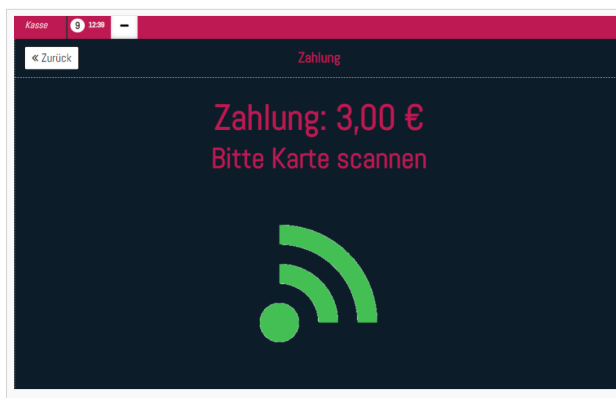 Kasse 9 12:39
« Zurück
Zahlung
Zahlung: 3,00 €
Bitte Karte scannen